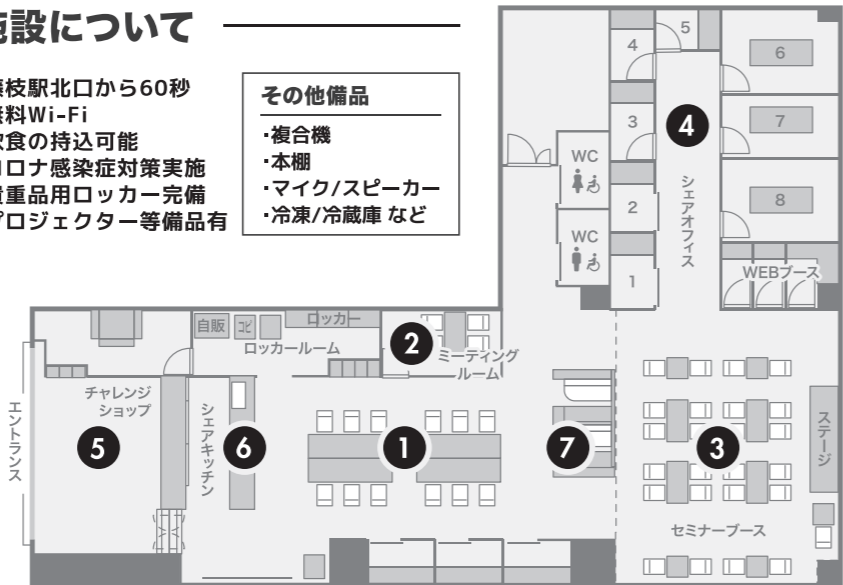 施設について
枝駅北口から60秒
無料Wi-Fi
飲食の持込可能
コロナ感染症対策実施
貴重品用ロッカー完備
プロジェクター等備品有
その他備品
・複合機
・本棚
・マイク/スピーカー
・冷凍/冷蔵庫 など
5
4
6
3
7
4
シェアオフィス
WC
2
8
WC
1
WEBブース
自販
コピ
ロッカー
ロッカールーム
2
ミーティング
ルーム
エントランス
チャレンジ
ショップ
5
シェアキッチン
6
1
7
3
ステージ
セミナーブース